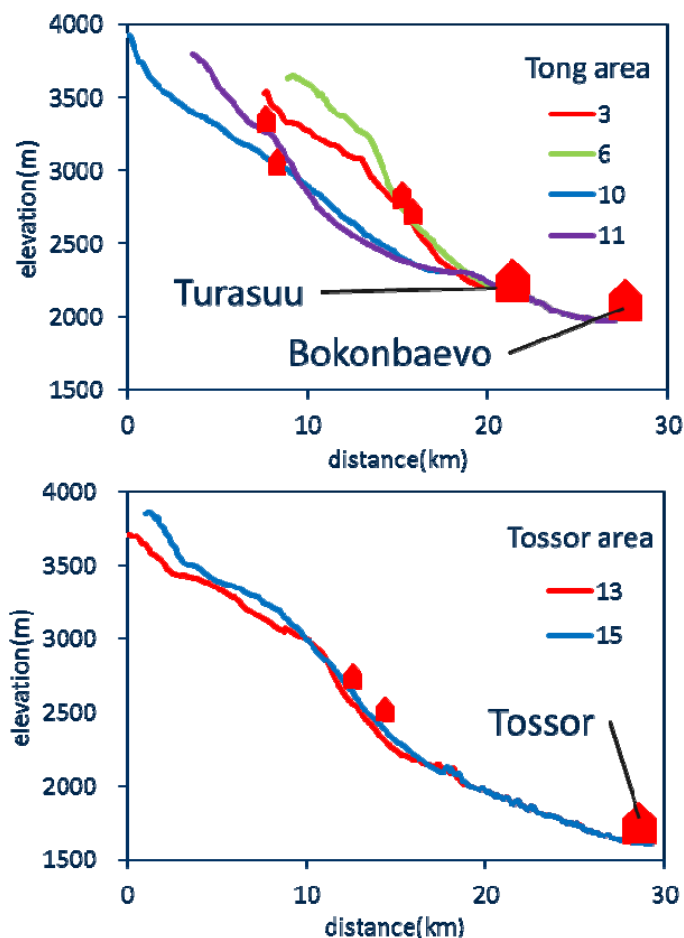 4000
3500
3000
2500
2000
1500
elevation(m)
0
10
20
30
distance(km)
Tong area
3
6
10
11
Turasuu
Bokonbaevo
4000
3500
3000
2500
2000
1500
elevation(m)
0
10
20
30
distance(km)
Tossor area
13
15
Tossor